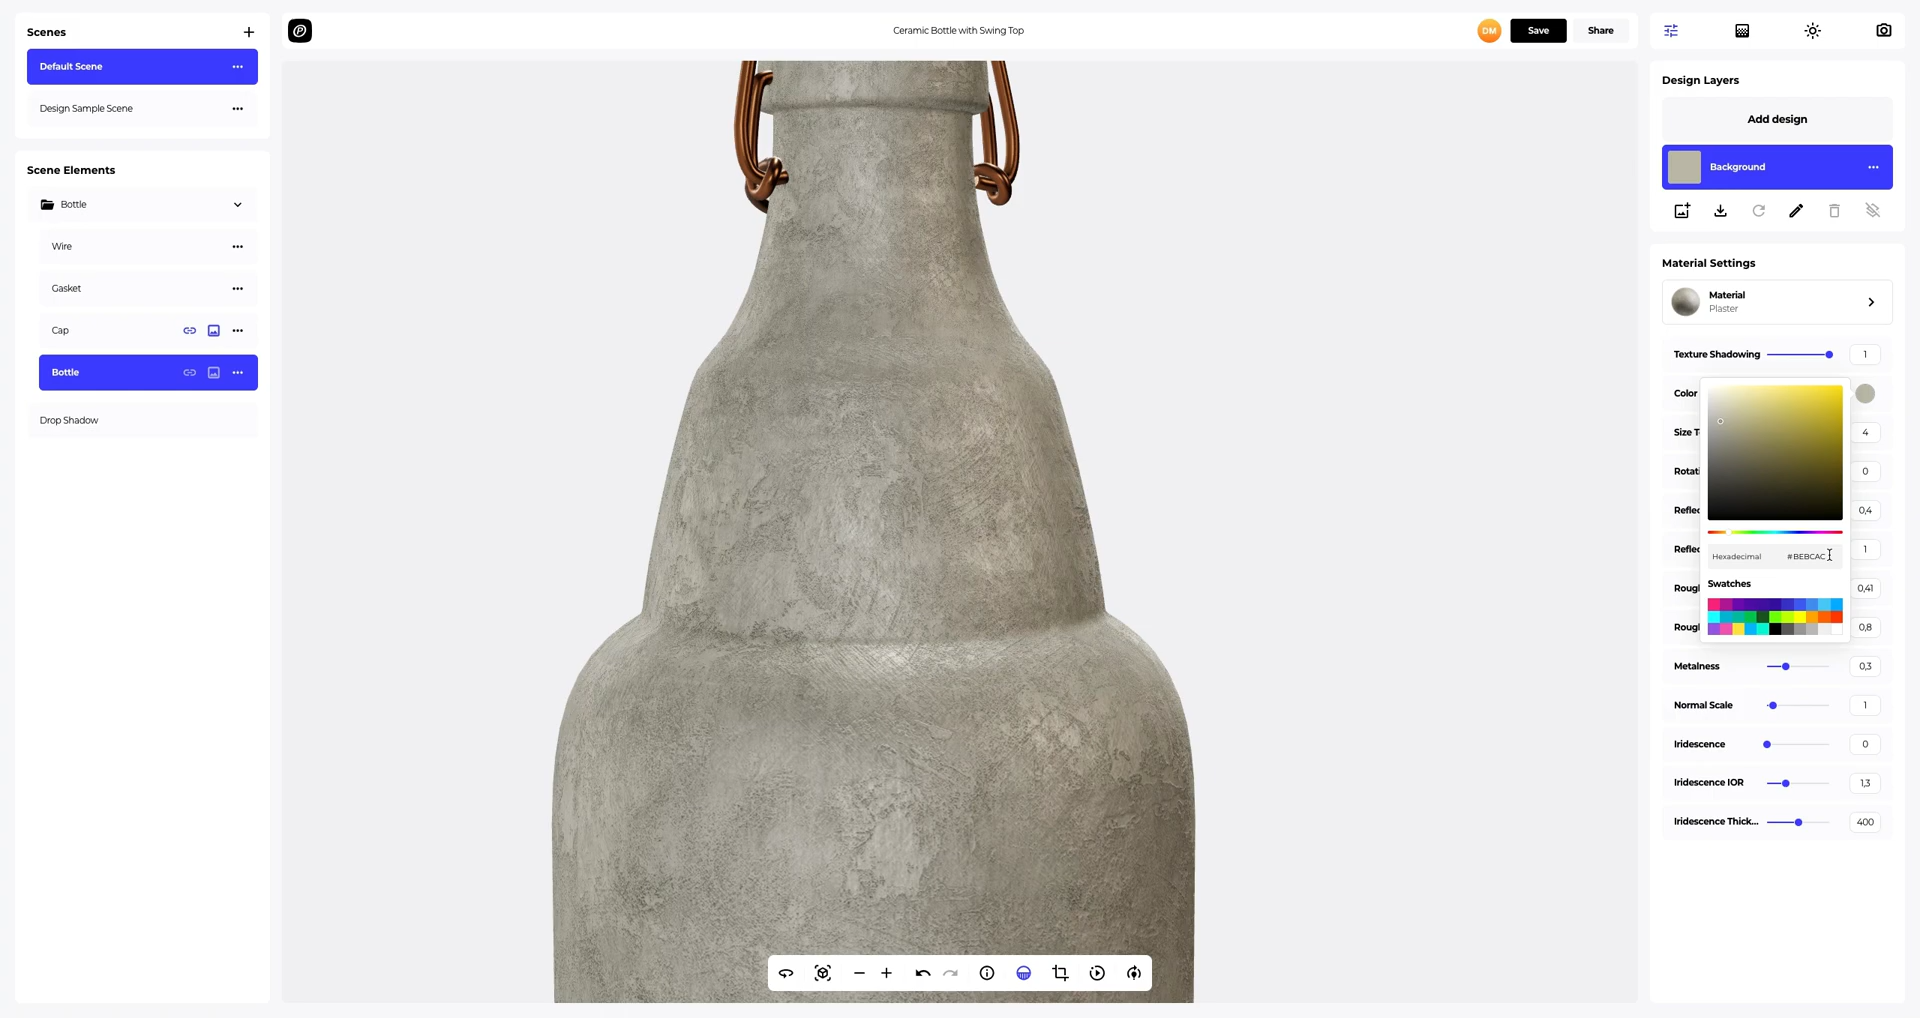 Scenes
Default Scene
Design Sample Scene
Scene Elements
Bottle
Wire
Gasket
Cap
Bottle
Drop Shadow
Ceramic Bottle with Swing Top
DM
Save
Share
Design Layers
Add design
Background
Material Settings
Material
Plaster
Texture Shadowing 1
Color
Size T 4
Rotati 0
Reflec 0,4
Reflec 1
Hexadecimal #BEBCAC
Swatches
Rough 0,41
Rough 0,8
Metalness 0,3
Normal Scale 1
Iridescence 0
Iridescence IOR 1,3
Iridescence Thick... 400